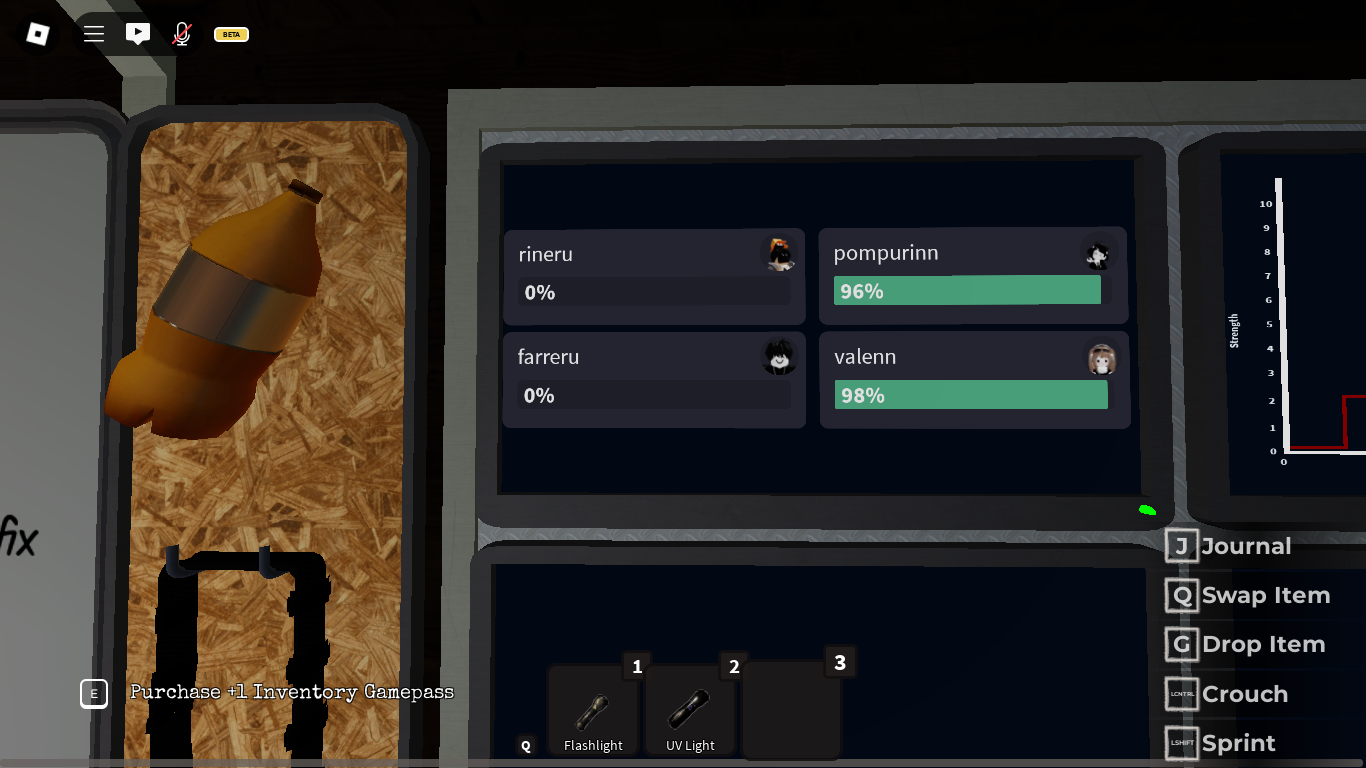 BETA
rineru
0%
pompurinn
96%
farreru
0%
valenn
98%
10
9
8
7
6
5
4
3
2
1
0
0
Strength
fix
J Journal
Q Swap Item
G Drop Item
LCNTRL Crouch
LSHIFT Sprint
E Purchase +1 Inventory Gamepass
1
2
3
Q
Flashlight
UV Light